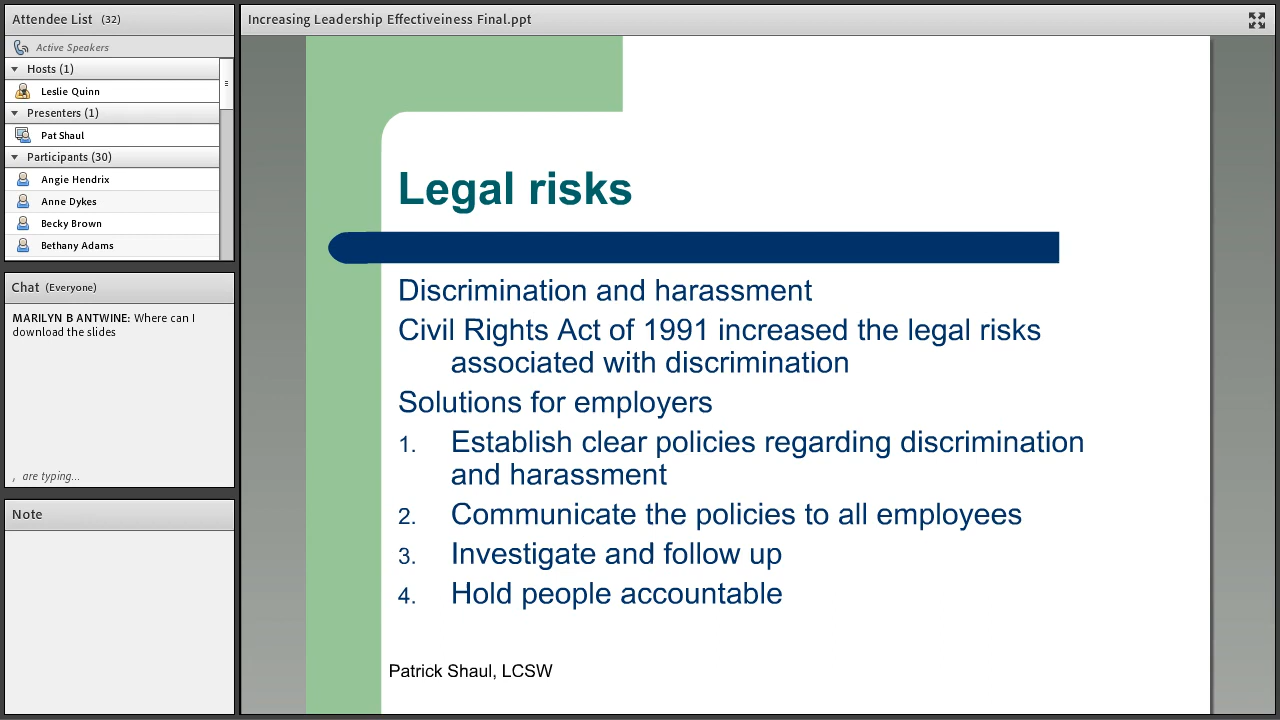 Attendee List (32)
Active Speakers
Hosts (1)
Leslie Quinn
Presenters (1)
Pat Shaul
Participants (30)
Angie Hendrix
Anne Dykes
Becky Brown
Bethany Adams
Chat (Everyone)
MARILYN B ANTWINE: Where can I
download the slides
, are typing...
Note
Increasing Leadership Effectiveiness Final.ppt
Legal risks
Discrimination and harassment
Civil Rights Act of 1991 increased the legal risks
associated with discrimination
Solutions for employers
1. Establish clear policies regarding discrimination
and harassment
2. Communicate the policies to all employees
3. Investigate and follow up
4. Hold people accountable
Patrick Shaul, LCSW